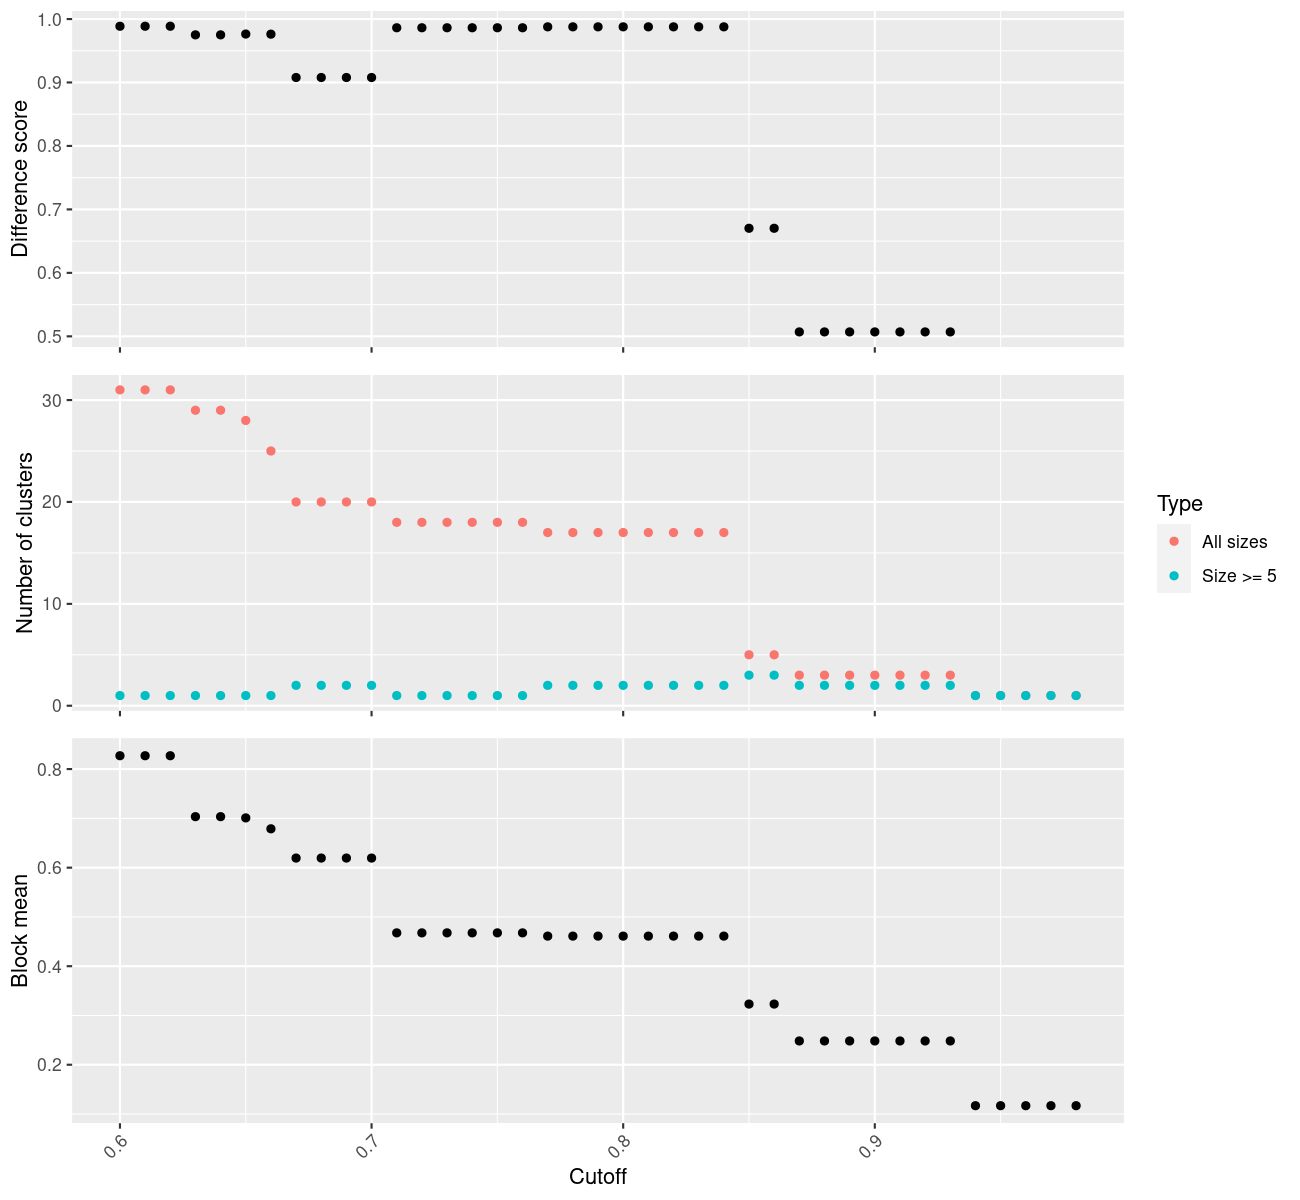 Difference score
1.0
0.9
0.8
0.7
0.6
0.5
Number of clusters
30
20
10
0
Type
All sizes
Size >= 5
Block mean
0.8
0.6
0.4
0.2
0.6 0.7 0.8 0.9
Cutoff